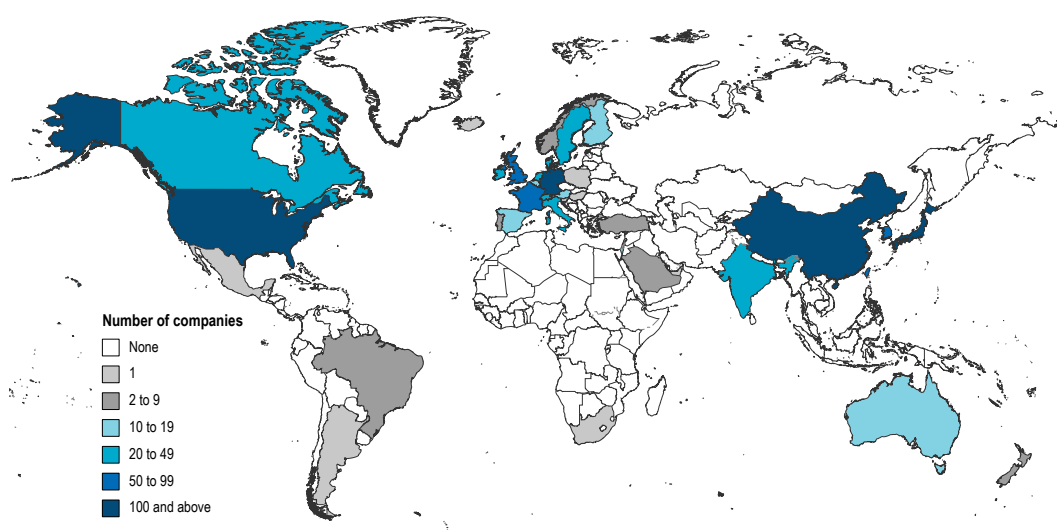 Number of companies
None
1
2 to 9
10 to 19
20 to 49
50 to 99
100 and above